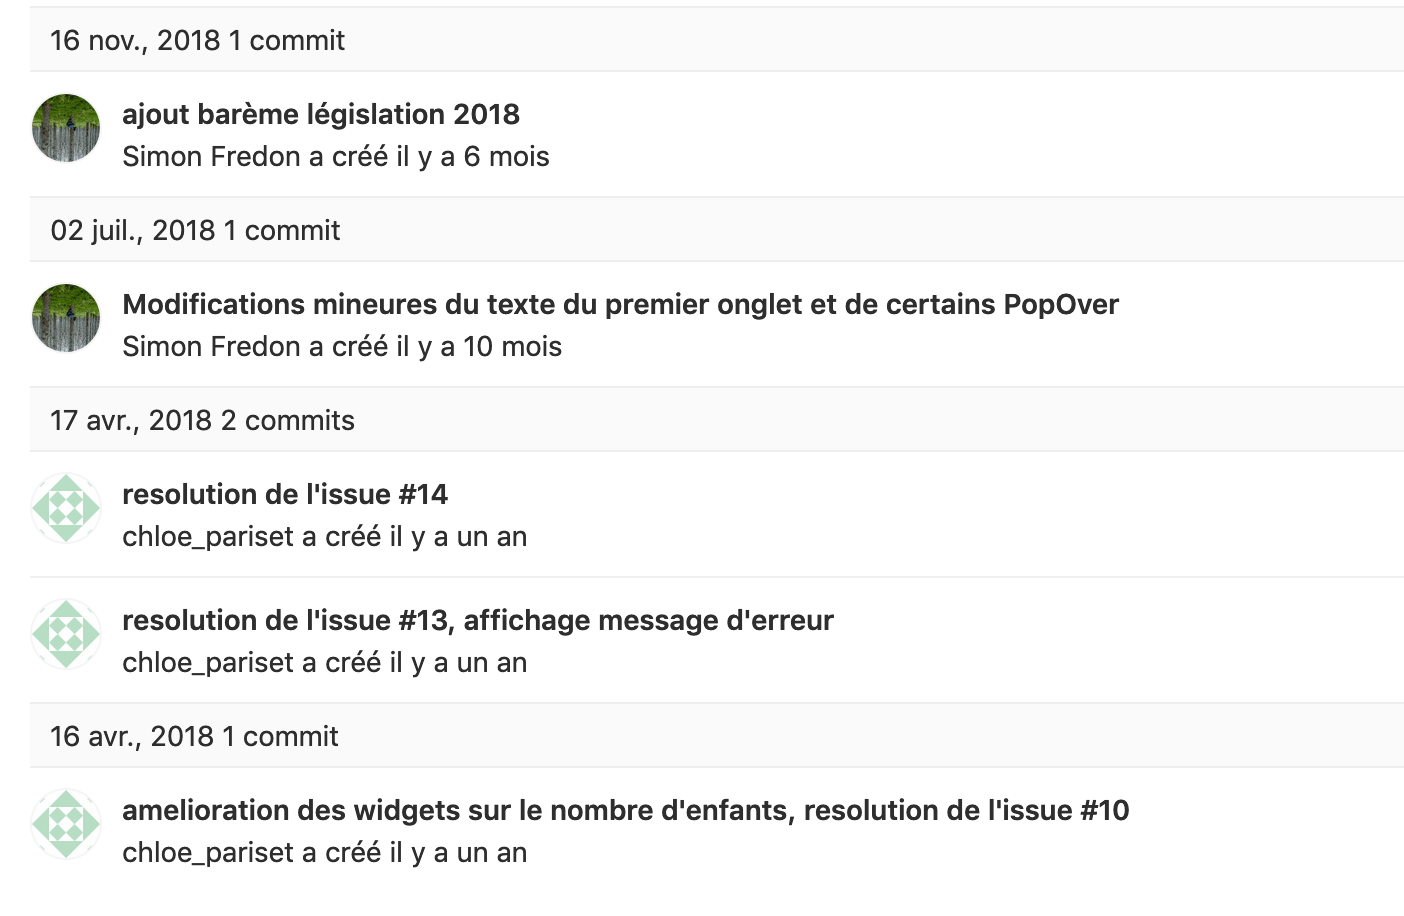 16 nov., 2018 1 commit
ajout barème législation 2018
Simon Fredon a créé il y a 6 mois
02 juil., 2018 1 commit
Modifications mineures du texte du premier onglet et de certains PopOver
Simon Fredon a créé il y a 10 mois
17 avr., 2018 2 commits
resolution de l'issue #14
chloe_pariset a créé il y a un an
resolution de l'issue #13, affichage message d'erreur
chloe_pariset a créé il y a un an
16 avr., 2018 1 commit
amelioration des widgets sur le nombre d'enfants, resolution de l'issue #10
chloe_pariset a créé il y a un an